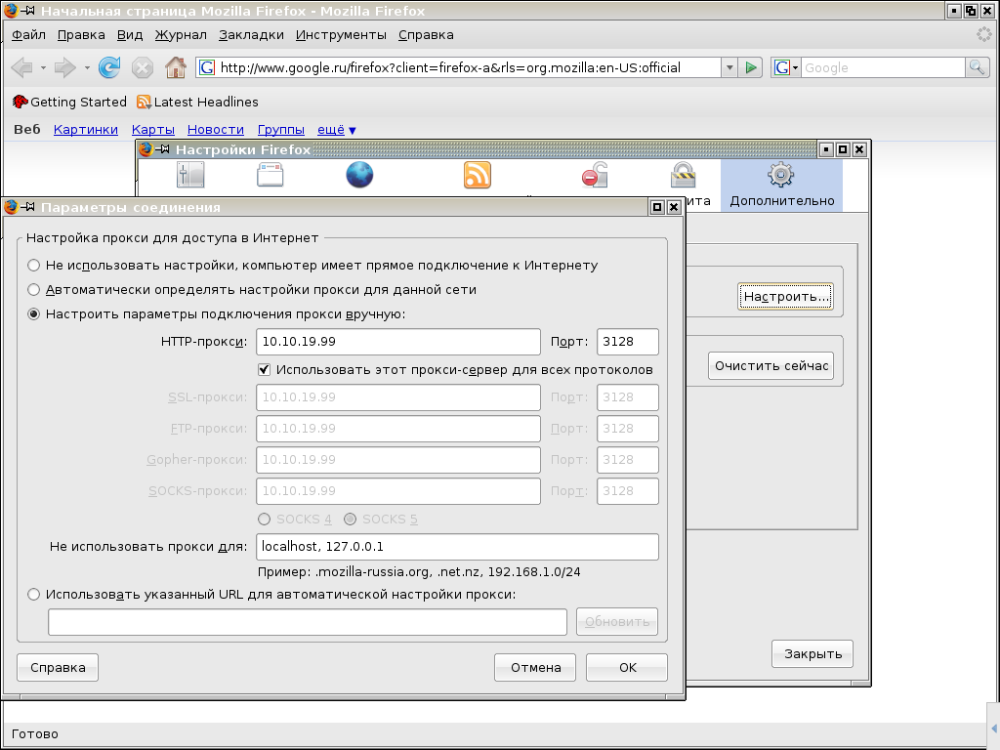 Начальная страница Mozilla Firefox - Mozilla Firefox
Файл Правка Вид Журнал Закладки Инструменты Справка
http://www.google.ru/firefox?client=firefox-a&rls=org.mozilla:en-US:official Google
Getting Started Latest Headlines
Веб Картинки Карты Новости Группы ещё ▼
Настройки Firefox
Дополнительно
Параметры соединения
Настройка прокси для доступа в Интернет
Не использовать настройки, компьютер имеет прямое подключение к Интернету
Автоматически определять настройки прокси для данной сети
Настроить...
Настроить параметры подключения прокси вручную:
HTTP-прокси: 10.10.19.99 Порт: 3128
Очистить сейчас
Использовать этот прокси-сервер для всех протоколов
SSL-прокси: 10.10.19.99 Порт: 3128
FTP-прокси: 10.10.19.99 Порт: 3128
Gopher-прокси: 10.10.19.99 Порт: 3128
SOCKS-прокси: 10.10.19.99 Порт: 3128
SOCKS 4 SOCKS 5
Не использовать прокси для: localhost, 127.0.0.1
Пример: .mozilla-russia.org, .net.nz, 192.168.1.0/24
Использовать указанный URL для автоматической настройки прокси:
Обновить
Справка Отмена OK
Закрыть
Готово